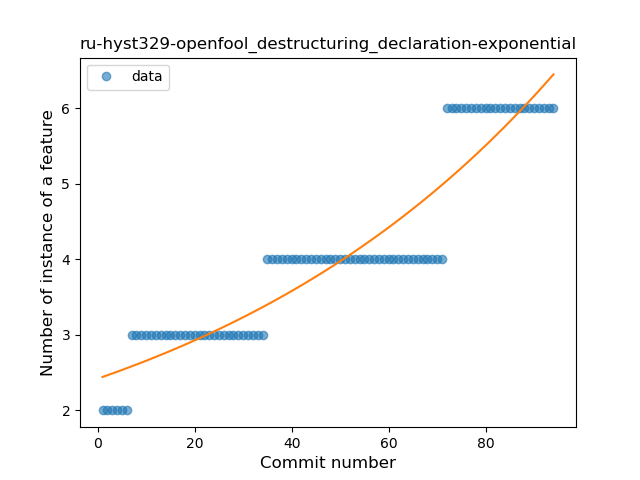 ru-hyst329-openfool_destructuring_declaration-exponential
data
Number of instance of a feature
6
5
4
3
2
0 20 40 60 80
Commit number